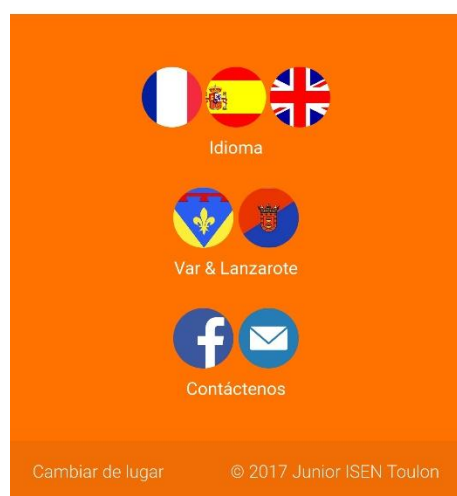 Idioma
Var & Lanzarote
Contáctenos
Cambiar de lugar
© 2017 Junior ISEN Toulon